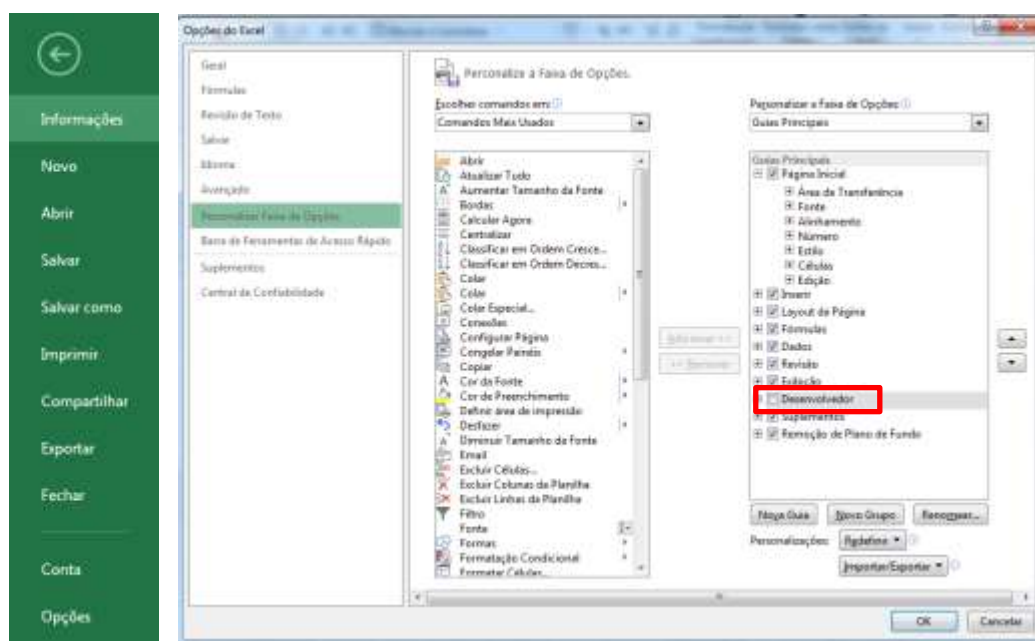 Informações
Novo
Abrir
Salvar
Salvar como
Imprimir
Compartilhar
Exportar
Fechar
Conta
Opções
Opções do Excel
Geral
Fórmulas
Revisão de Texto
Salvar
Idioma
Avançado
Personalizar Faixa de Opções
Barra de Ferramentas de Acesso Rápido
Suplementos
Central de Confiabilidade
Personalize a Faixa de Opções.
Escolher comandos em:
Comandos Mais Usados
Abrir
Atualizar Tudo
Aumentar Tamanho da Fonte
Bordas
Calcular Agora
Centralizar
Classificar em Ordem Cresce...
Classificar em Ordem Decres...
Colar
Colar
Colar Especial...
Conexões
Configurar Página
Congelar Painéis
Copiar
Cor da Fonte
Cor de Preenchimento
Definir área de impressão
Desfazer
Diminuir Tamanho da Fonte
Email
Excluir Células...
Excluir Colunas da Planilha
Excluir Linhas da Planilha
Filtro
Fonte
Formas
Formatação Condicional
Formatar Células...
Adicionar >>
<< Remover
Personalizar a Faixa de Opções:
Guias Principais
Guias Principais
Página Inicial
Área de Transferência
Fonte
Alinhamento
Número
Estilo
Células
Edição
Inserir
Layout da Página
Fórmulas
Dados
Revisão
Exibição
Desenvolvedor
Suplementos
Remoção de Plano de Fundo
Nova Guia
Novo Grupo
Renomear...
Personalizações:
Redefinir
Importar/Exportar
OK
Cancelar